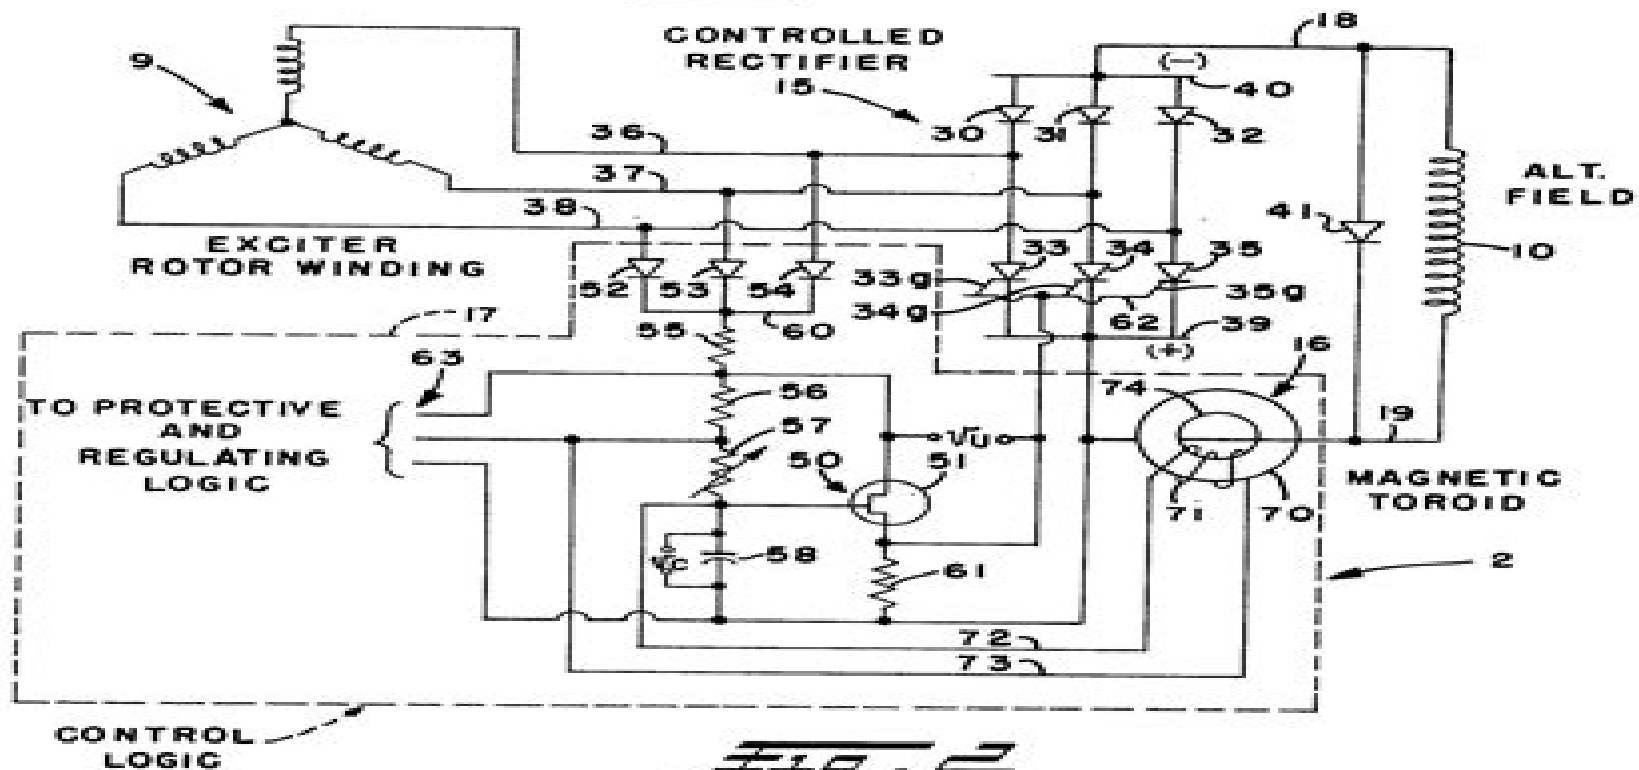 18
CONTROLLED
RECTIFIER
15
9
(-)
40
30
31
32
36
37
38
ALT.
FIELD
41
10
EXCITER
ROTOR WINDING
52
53
54
33
34
35
33g
34g
35g
62
17
55
60
39
(+)
16
63
74
56
19
TO PROTECTIVE
AND
REGULATING
LOGIC
57
50
51
MAGNETIC
TOROID
71
70
58
61
2
72
73
CONTROL
LOGIC
Fig. 2